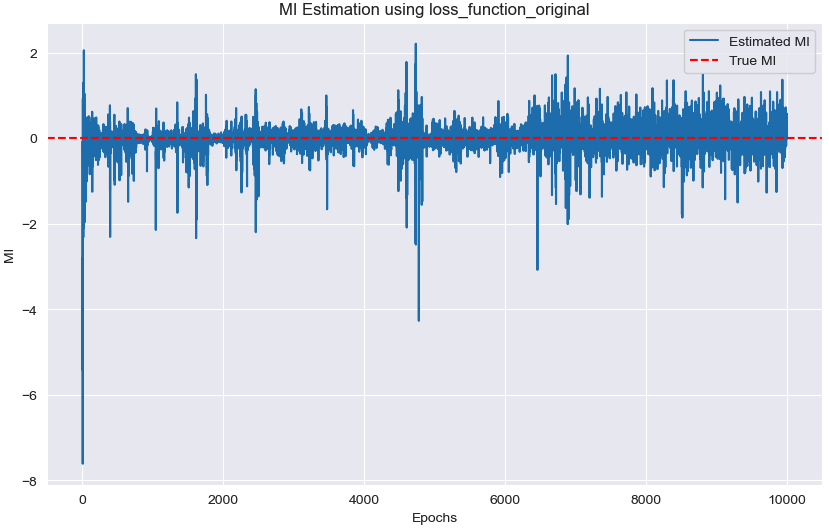 MI Estimation using loss_function_original
Estimated MI
True MI
2
0
−2
−4
−6
−8
MI
0 2000 4000 6000 8000 10000
Epochs